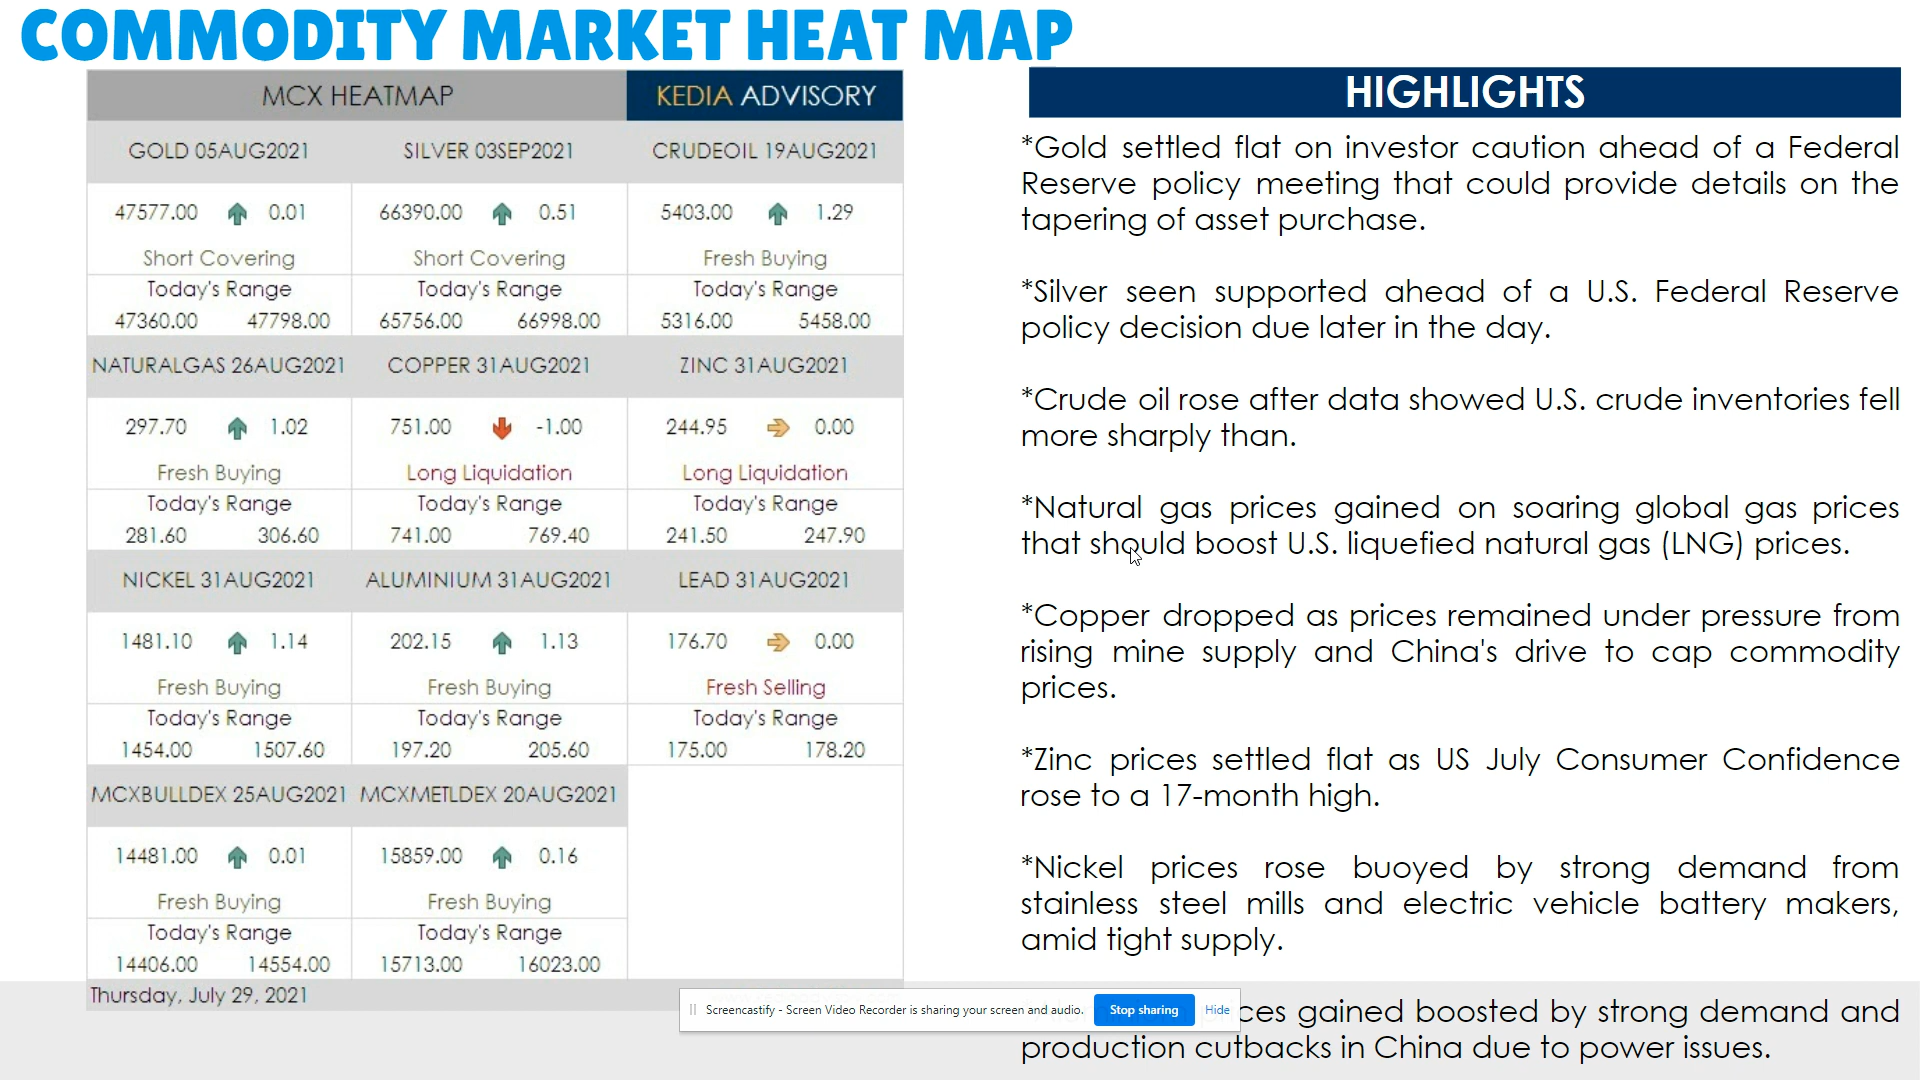 COMMODITY MARKET HEAT MAP
MCX HEATMAP KEDIA ADVISORY
GOLD 05AUG2021 SILVER 03SEP2021 CRUDEOIL 19AUG2021
47577.00 0.01 66390.00 0.51 5403.00 1.29
Short Covering Short Covering Fresh Buying
Today's Range Today's Range Today's Range
47360.00 47798.00 65756.00 66998.00 5316.00 5458.00
NATURALGAS 26AUG2021 COPPER 31AUG2021 ZINC 31AUG2021
297.70 1.02 751.00 -1.00 244.95 0.00
Fresh Buying Long Liquidation Long Liquidation
Today's Range Today's Range Today's Range
281.60 306.60 741.00 769.40 241.50 247.90
NICKEL 31AUG2021 ALUMINIUM 31AUG2021 LEAD 31AUG2021
1481.10 1.14 202.15 1.13 176.70 0.00
Fresh Buying Fresh Buying Fresh Selling
Today's Range Today's Range Today's Range
1454.00 1507.60 197.20 205.60 175.00 178.20
MCXBULLDEX 25AUG2021 MCXMETLDEX 20AUG2021
14481.00 0.01 15859.00 0.16
Fresh Buying Fresh Buying
Today's Range Today's Range
14406.00 14554.00 15713.00 16023.00
Thursday, July 29, 2021
HIGHLIGHTS
*Gold settled flat on investor caution ahead of a Federal
Reserve policy meeting that could provide details on the
tapering of asset purchase.
*Silver seen supported ahead of a U.S. Federal Reserve
policy decision due later in the day.
*Crude oil rose after data showed U.S. crude inventories fell
more sharply than.
*Natural gas prices gained on soaring global gas prices
that should boost U.S. liquefied natural gas (LNG) prices.
*Copper dropped as prices remained under pressure from
rising mine supply and China's drive to cap commodity
prices.
*Zinc prices settled flat as US July Consumer Confidence
rose to a 17-month high.
*Nickel prices rose buoyed by strong demand from
stainless steel mills and electric vehicle battery makers,
amid tight supply.
gained boosted by strong demand and
production cutbacks in China due to power issues.
Screencastify - Screen Video Recorder is sharing your screen and audio. Stop sharing Hide